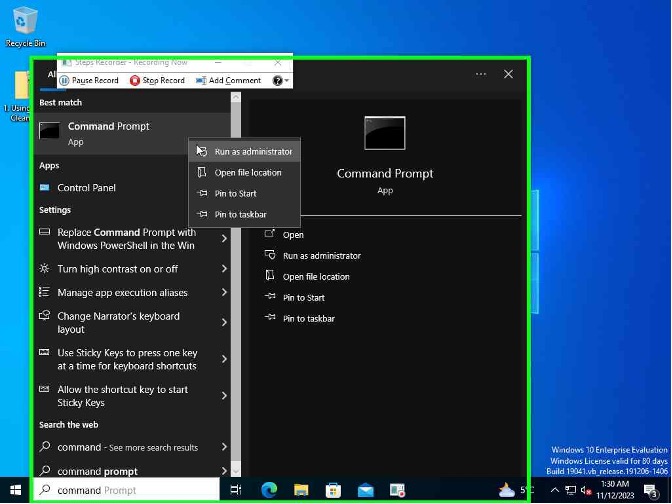 Recycle Bin
Steps Recorder - Recording Now
Pause Record
Stop Record
Add Comment
1. Using
Clean
Best match
Command Prompt
App
Run as administrator
Open file location
Pin to Start
Pin to taskbar
Apps
Control Panel
Settings
Replace Command Prompt with
Windows PowerShell in the Win
Turn high contrast on or off
Manage app execution aliases
Change Narrator's keyboard
layout
Use Sticky Keys to press one key
at a time for keyboard shortcuts
Allow the shortcut key to start
Sticky Keys
Search the web
command - See more search results
command prompt
command Prompt
Command Prompt
App
Open
Run as administrator
Open file location
Pin to Start
Pin to taskbar
Windows 10 Enterprise Evaluation
Windows License valid for 80 days
Build 19041.vb_release.191206-1406
5°C
1:30 AM
11/12/2023